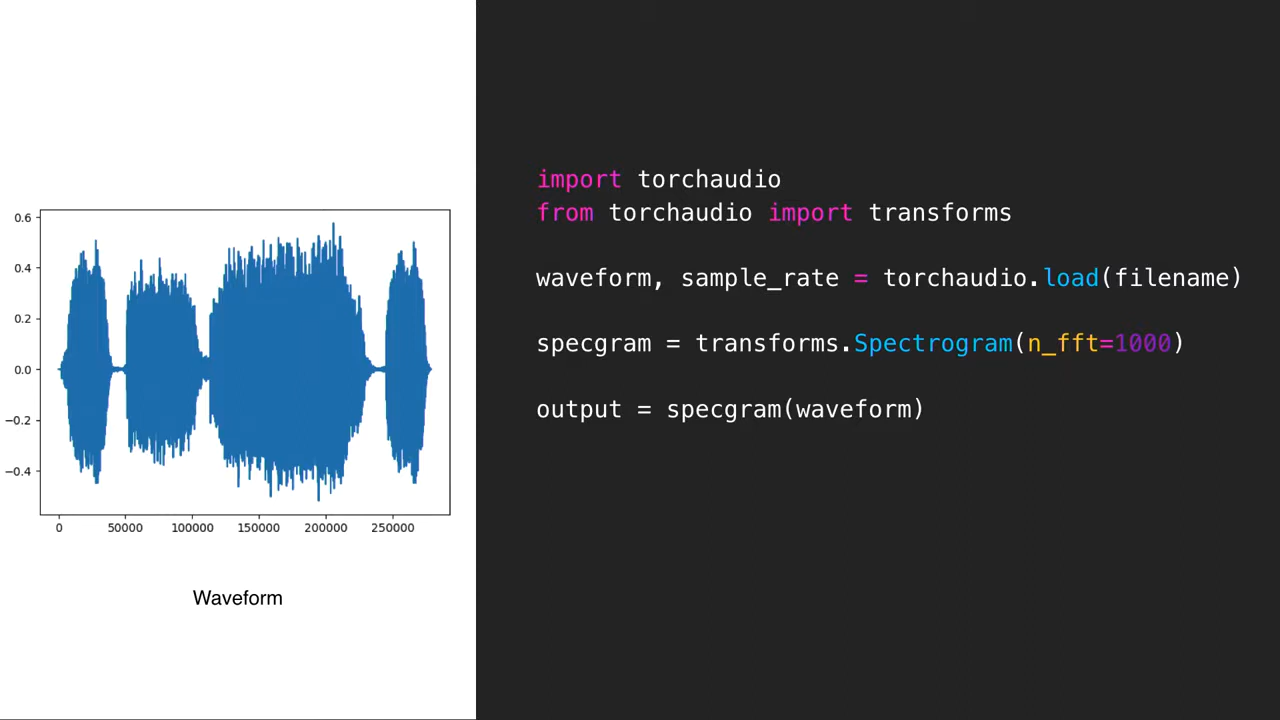 import torchaudio
from torchaudio import transforms
waveform, sample_rate = torchaudio.load(filename)
specgram = transforms.Spectrogram(n_fft=1000)
output = specgram(waveform)
0.6
0.4
0.2
0.0
−0.2
−0.4
0 50000 100000 150000 200000 250000
Waveform